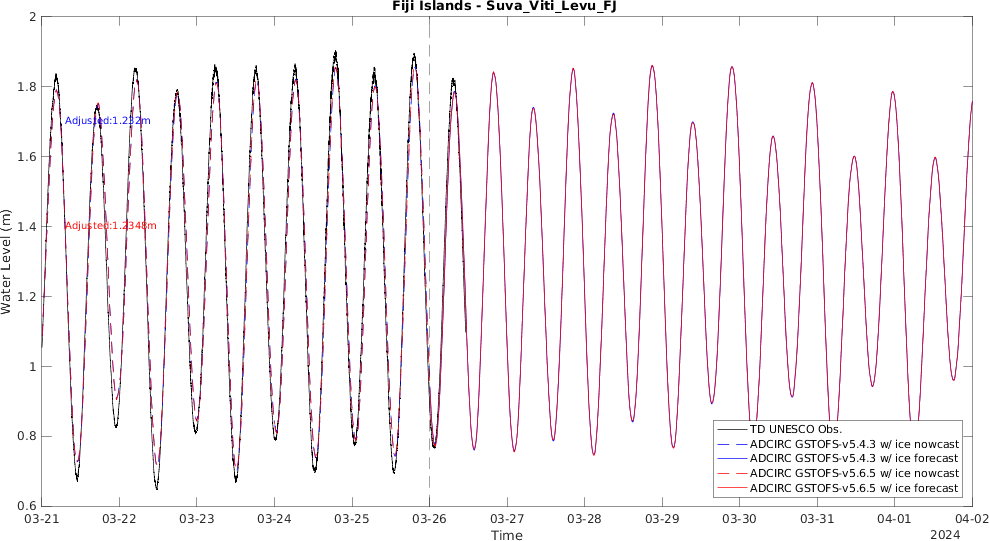 Fiji Islands - Suva_Viti_Levu_FJ
Water Level (m)
2
1.8
1.6
1.4
1.2
1
0.8
0.6
Adjusted:1.232m
Adjusted:1.2348m
TD UNESCO Obs.
ADCIRC GSTOFS-v5.4.3 w/ ice nowcast
ADCIRC GSTOFS-v5.4.3 w/ ice forecast
ADCIRC GSTOFS-v5.6.5 w/ ice nowcast
ADCIRC GSTOFS-v5.6.5 w/ ice forecast
03-21 03-22 03-23 03-24 03-25 03-26 03-27 03-28 03-29 03-30 03-31 04-01 04-02
Time
2024